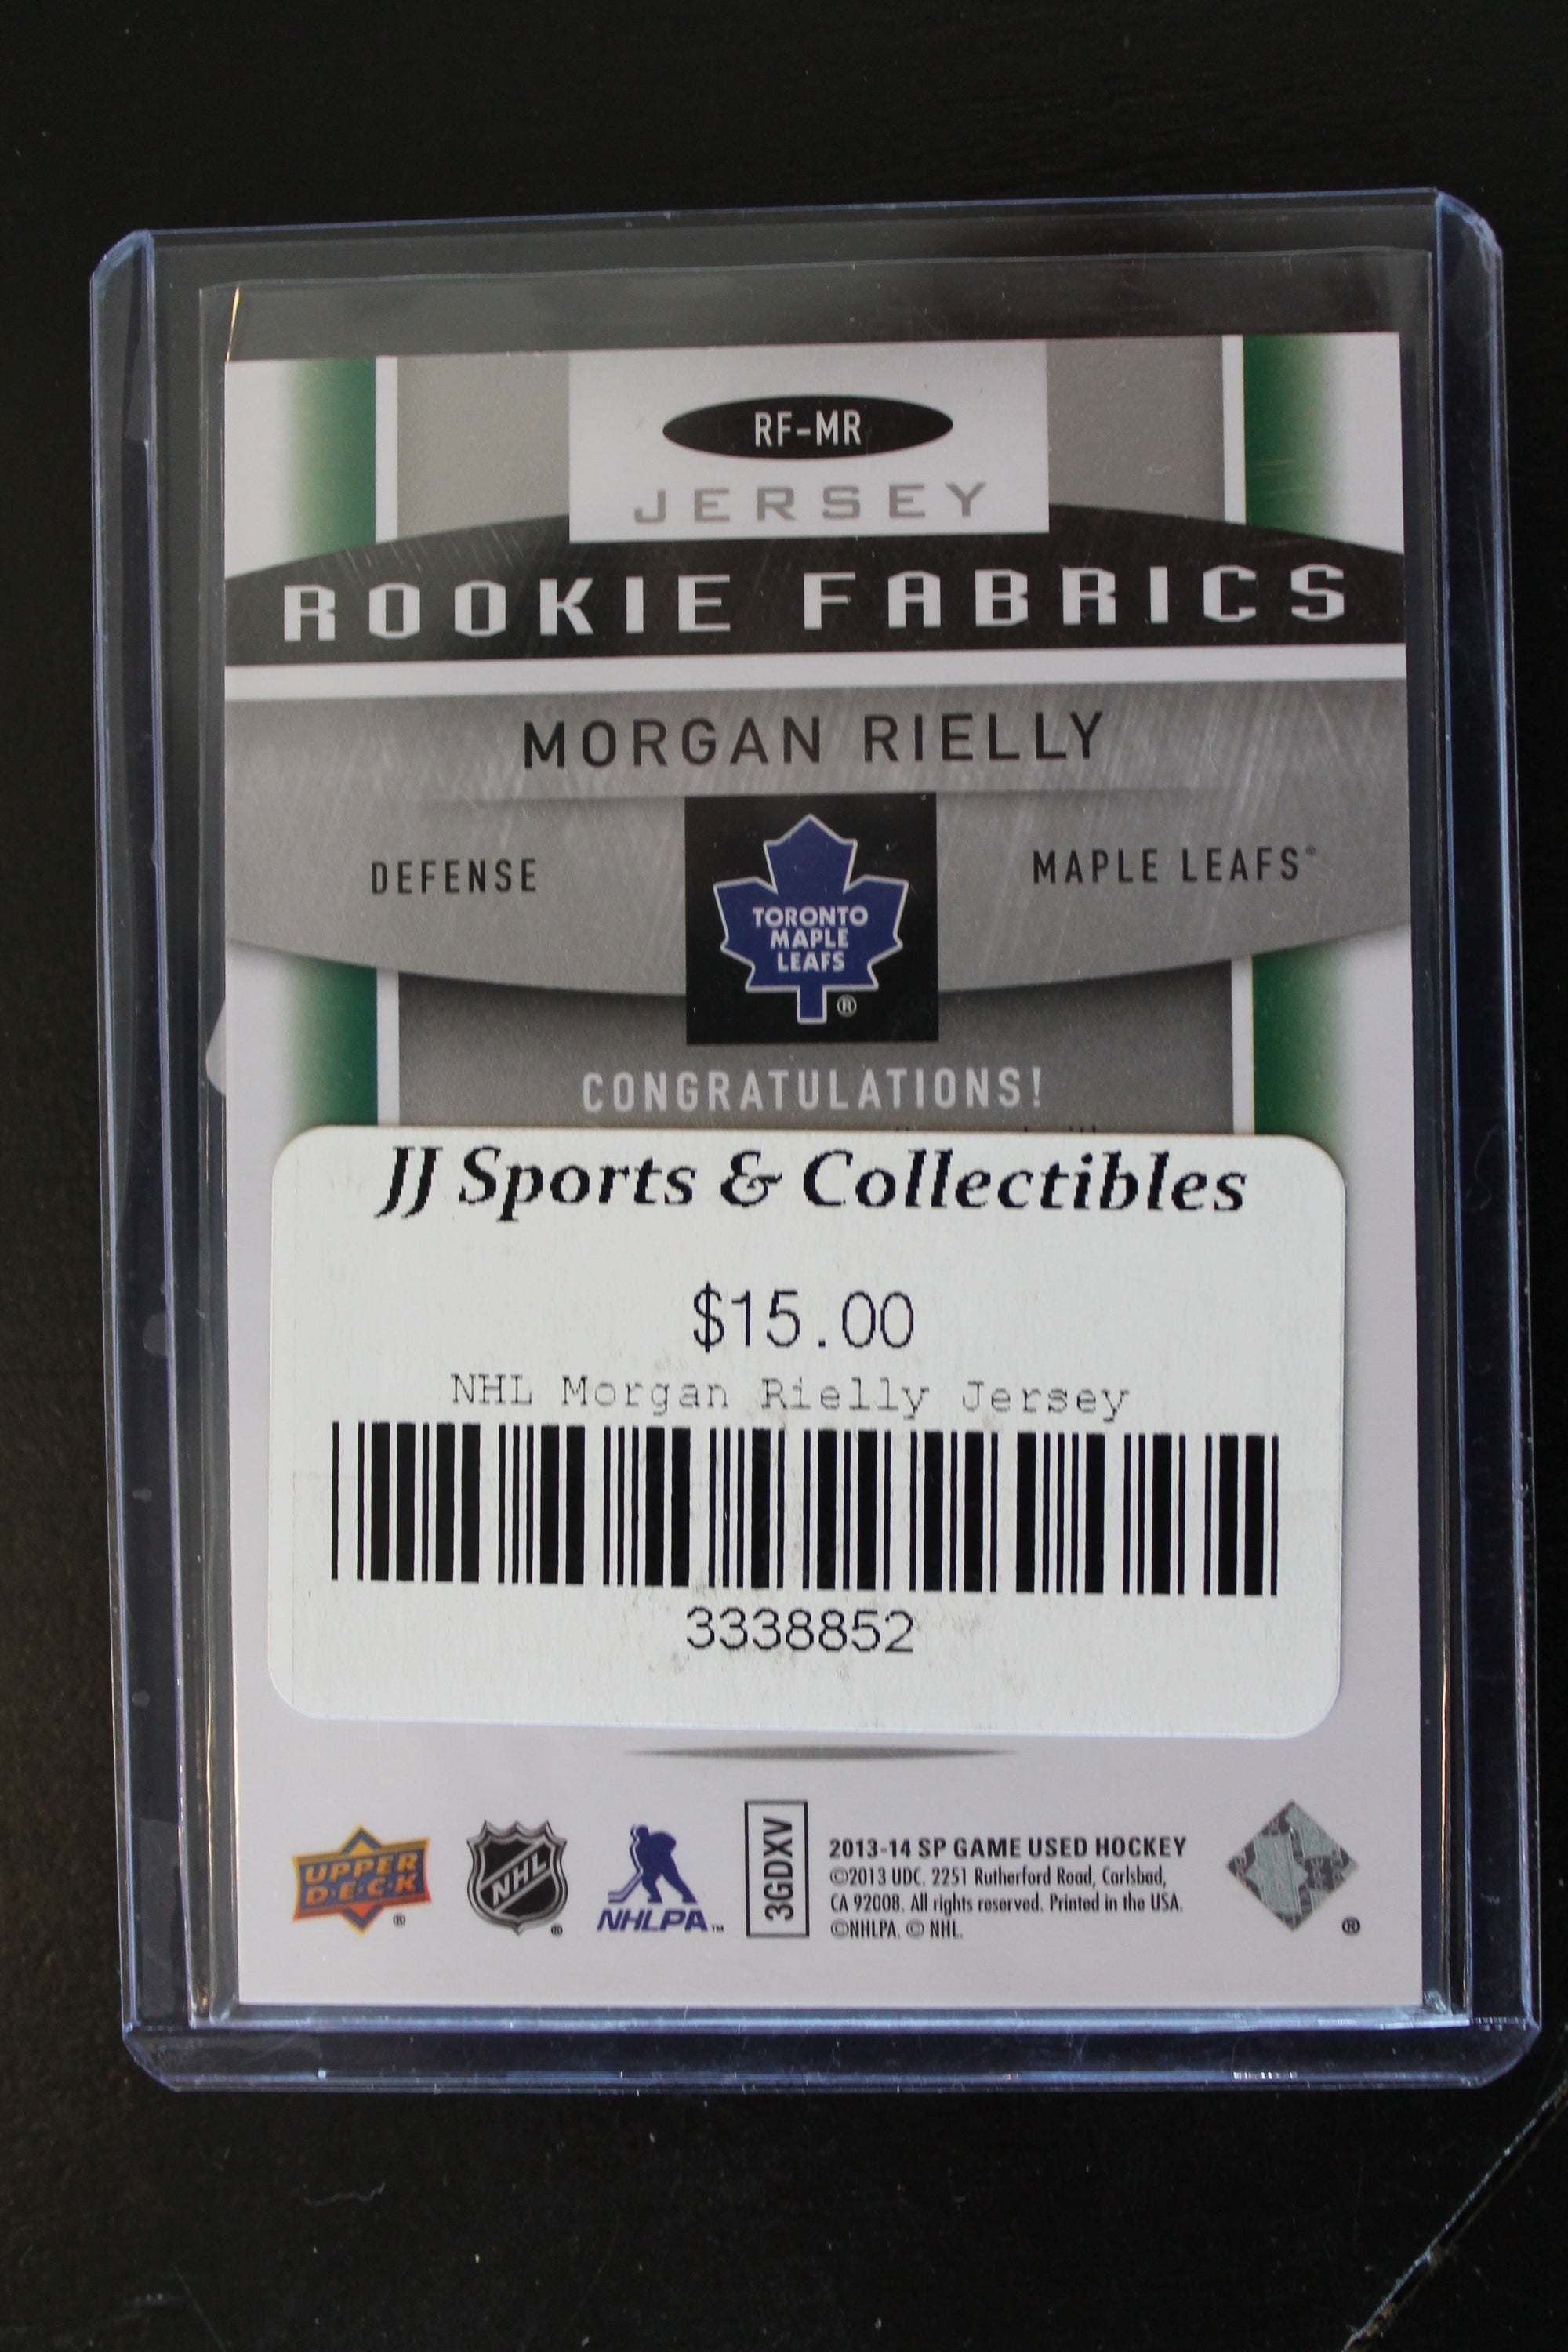 RF-MR
JERSEY
ROOKIE FABRICS
MORGAN RIELLY
DEFENSE
TORONTO
MAPLE
LEAFS
®
MAPLE LEAFS®
CONGRATULATIONS!
JJ Sports & Collectibles
$15.00
NHL Morgan Rielly Jersey
3338852
UPPER
D·E·C·K
®
NHL
®
NHLPA™
3GDXV
2013-14 SP GAME USED HOCKEY
©2013 UDC. 2251 Rutherford Road, Carlsbad,
CA 92008. All rights reserved. Printed in the USA.
©NHLPA. © NHL.
®